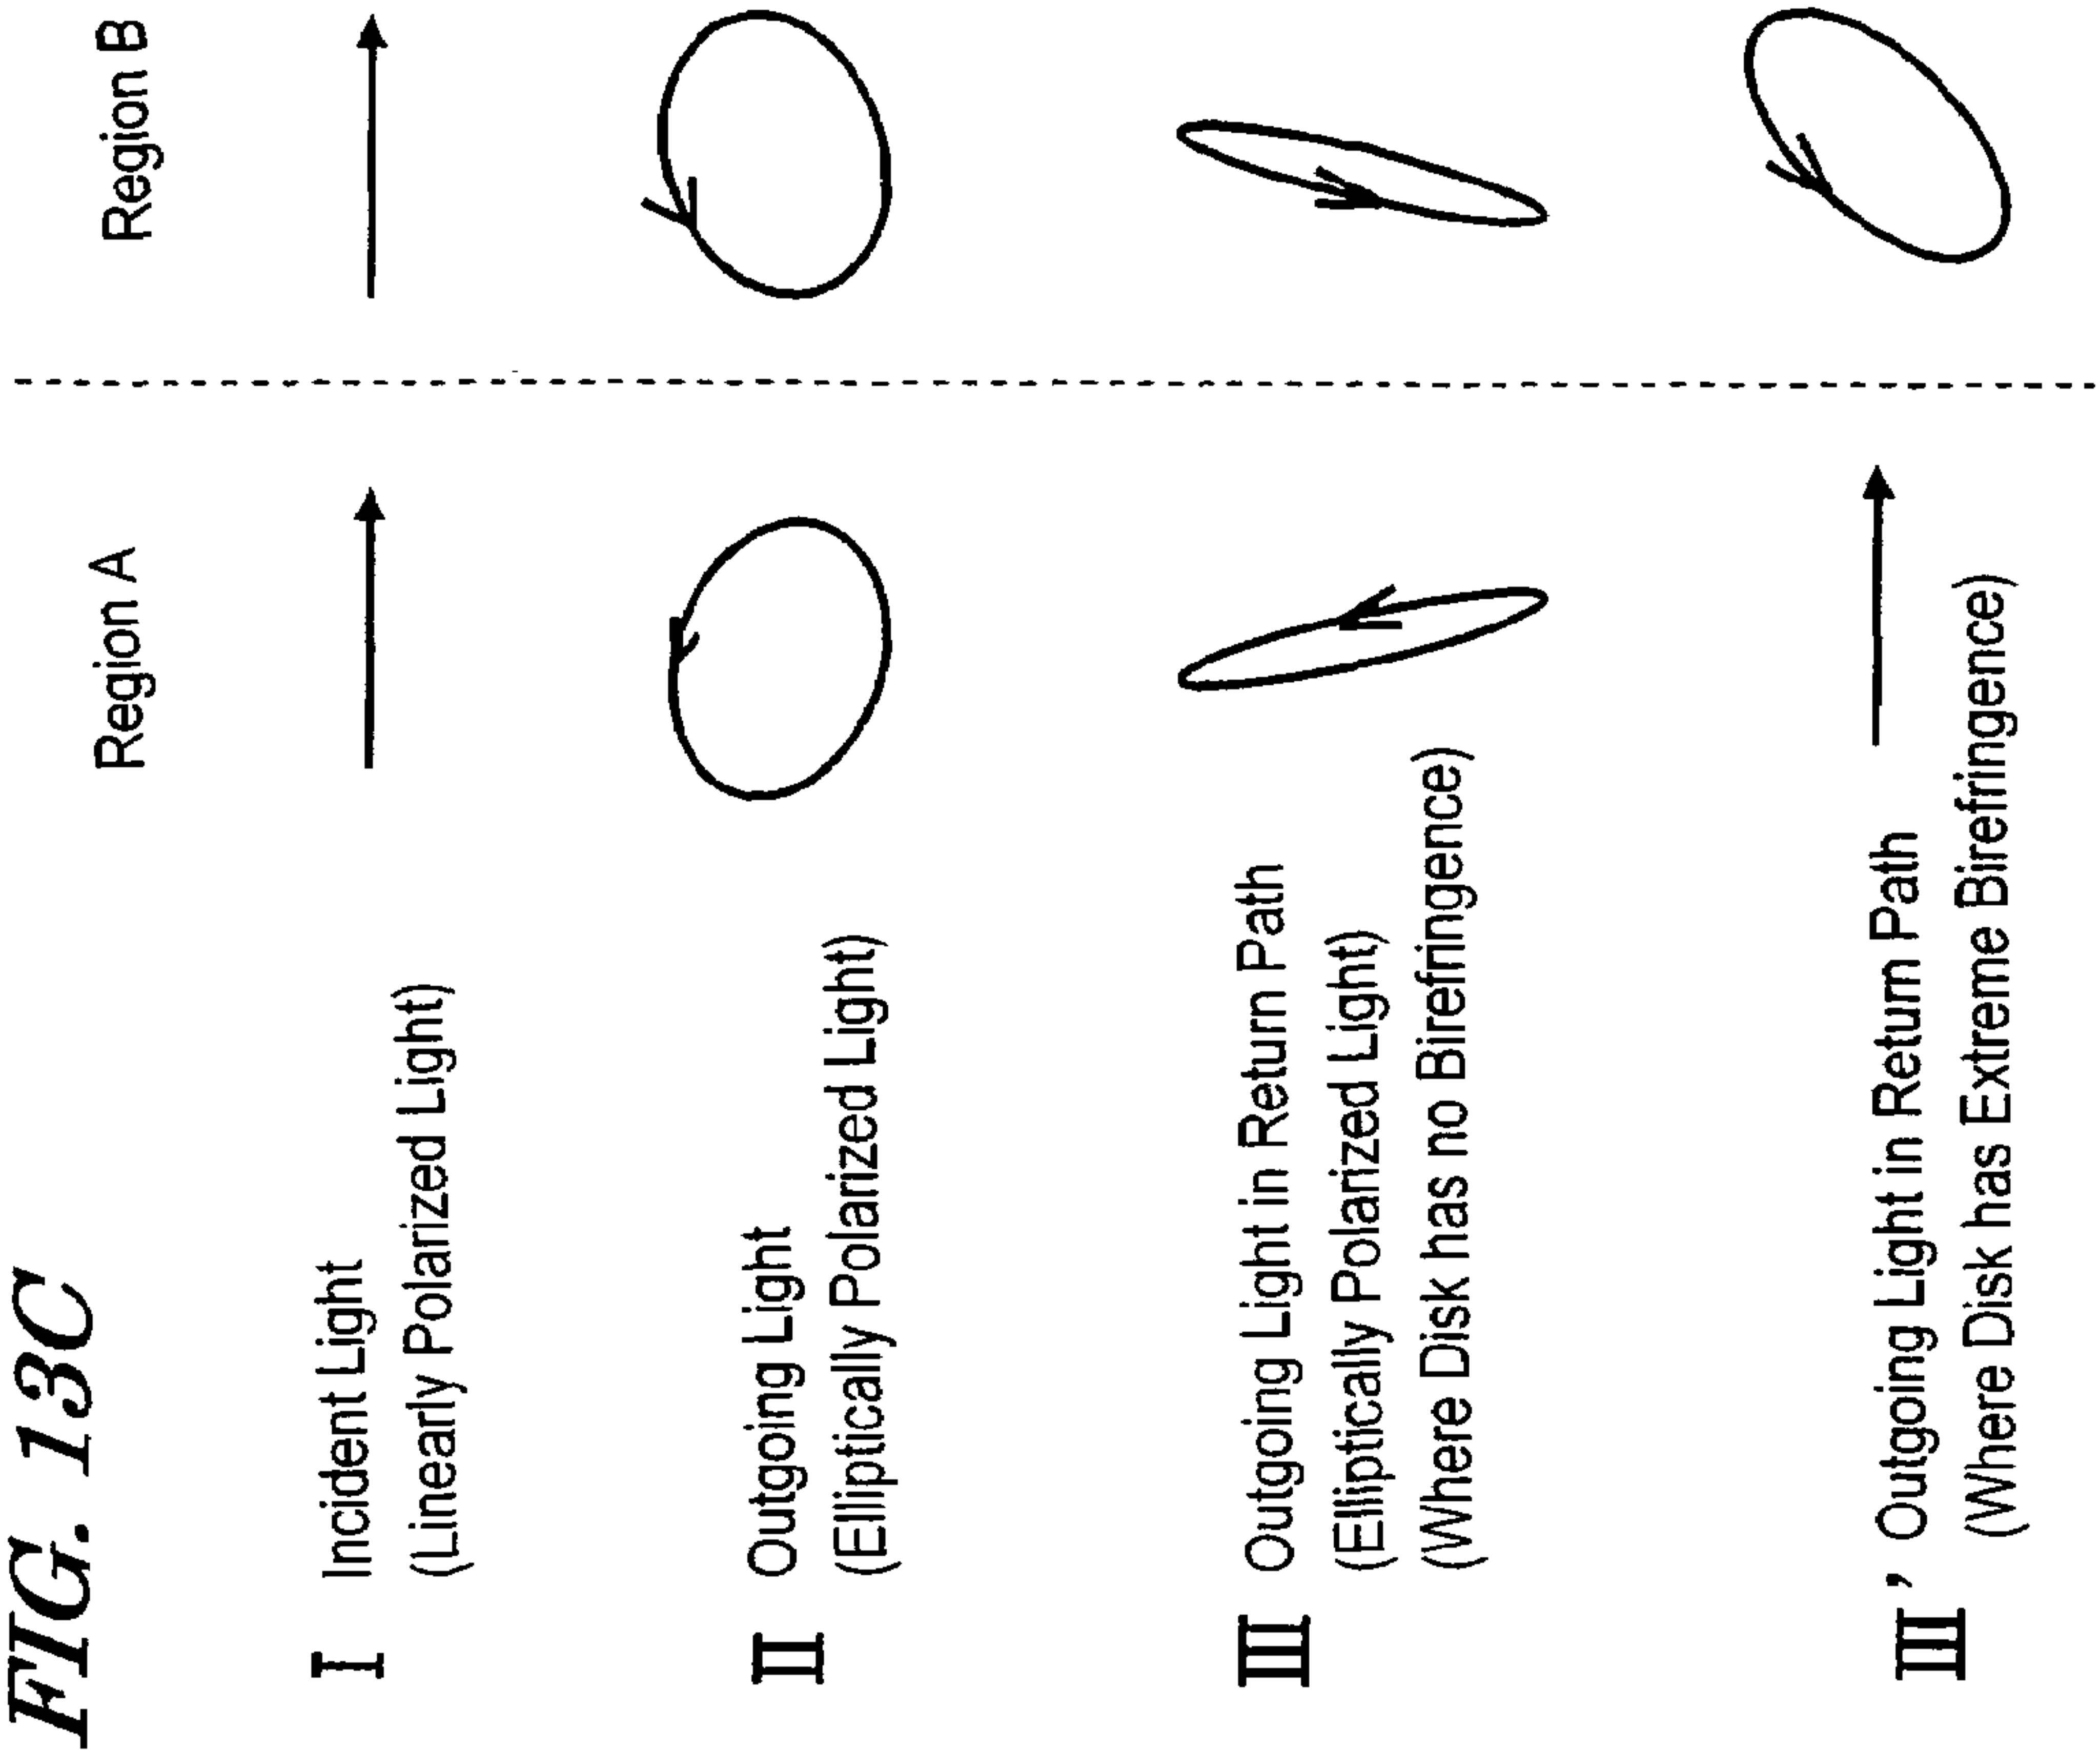 FIG. 13C
Region A
Region B
I Incident Light
(Linearly Polarized Light)
II Outgoing Light
(Elliptically Polarized Light)
III Outgoing Light in Return Path
(Elliptically Polarized Light)
(Where Disk has no Birefringence)
III' Outgoing Light in Return Path
(Where Disk has Extreme Birefringence)